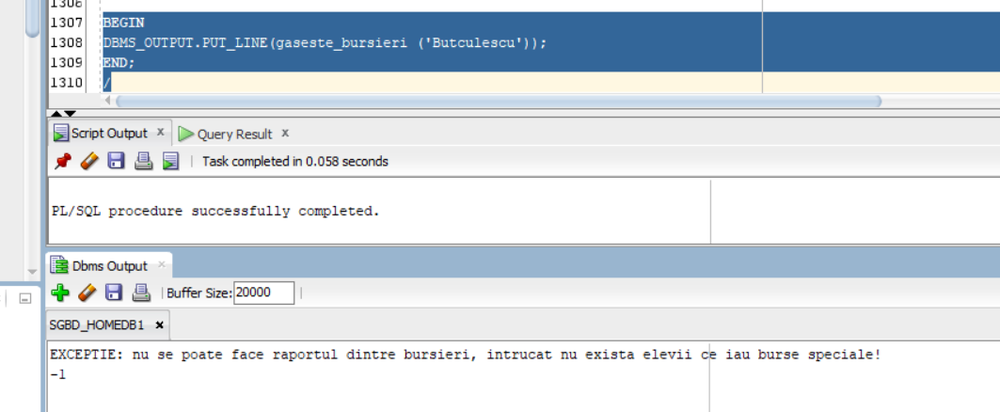 1306
1307 BEGIN
1308 DBMS_OUTPUT.PUT_LINE(gaseste_bursieri ('Butculescu'));
1309 END;
1310 /
Script Output x Query Result x
Task completed in 0.058 seconds
PL/SQL procedure successfully completed.
Dbms Output x
Buffer Size: 20000
SGBD_HOMEDB1 x
EXCEPTIE: nu se poate face raportul dintre bursieri, intrucat nu exista elevii ce iau burse speciale!
-1